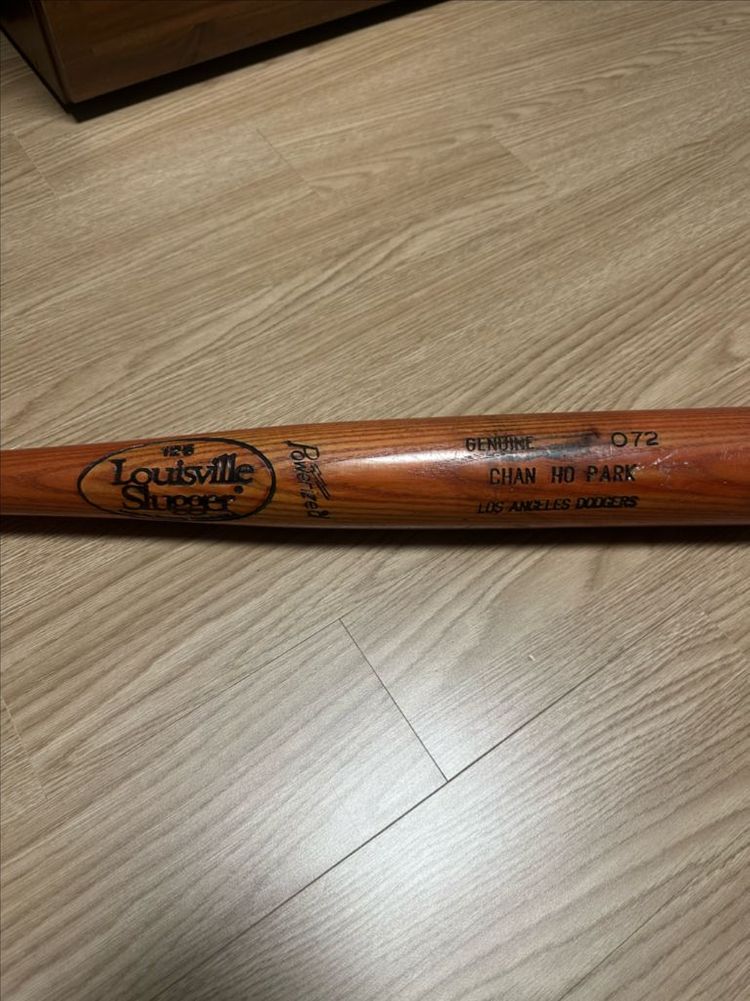 125
Louisville
Slugger®
Powerized
GENUINE O72
CHAN HO PARK
LOS ANGELES DODGERS